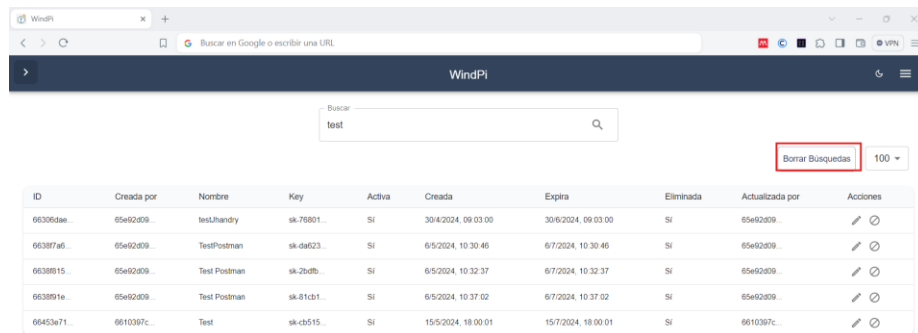 WindPi
Buscar en Google o escribir una URL
VPN
WindPi
Buscar
test
Borrar Búsquedas 100
ID Creada por Nombre Key Activa Creada Expira Eliminada Actualizada por Acciones
66306dae... 65e92d09... testJhandry sk-76801... Sí 30/4/2024, 09:03:00 30/6/2024, 09:03:00 Sí 65e92d09...
6638f7a6... 65e92d09... TestPostman sk-da623... Sí 6/5/2024, 10:30:46 6/7/2024, 10:30:46 Sí 65e92d09...
6638f815... 65e92d09... Test Postman sk-2bdfb... Sí 6/5/2024, 10:32:37 6/7/2024, 10:32:37 Sí 65e92d09...
6638f91e... 65e92d09... Test Postman sk-81cb1... Sí 6/5/2024, 10:37:02 6/7/2024, 10:37:02 Sí 65e92d09...
66453e71... 6610397c... Test sk-cb515... Sí 15/5/2024, 18:00:01 15/7/2024, 18:00:01 Sí 6610397c...